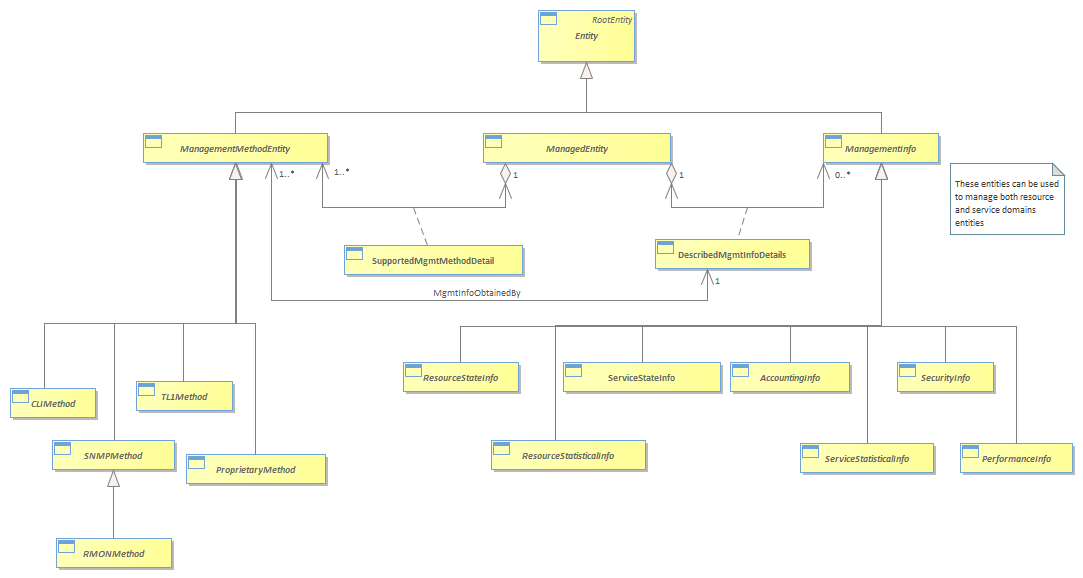 RootEntity
Entity
ManagementMethodEntity
ManagedEntity
ManagementInfo
1..*
1..*
1
1
0..*
These entities can be used
to manage both resource
and service domains
entities
SupportedMgmtMethodDetail
DescribedMgmtInfoDetails
1
MgmtInfoObtainedBy
ResourceStateInfo
ServiceStateInfo
AccountingInfo
SecurityInfo
CLIMethod
TL1Method
SNMPMethod
ProprietaryMethod
ResourceStatisticalInfo
ServiceStatisticalInfo
PerformanceInfo
RMONMethod